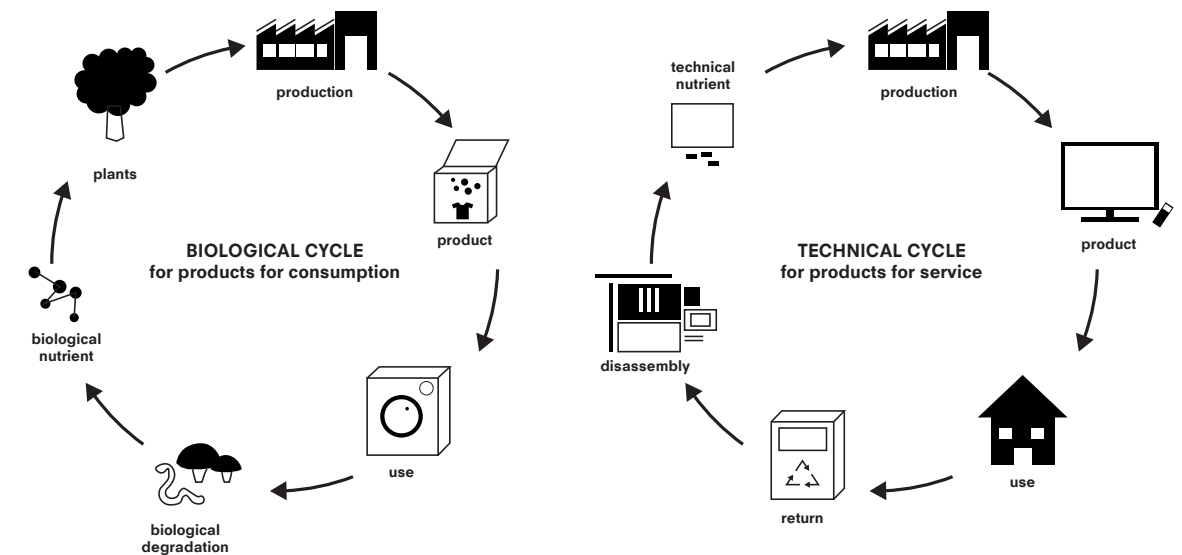 production
product
use
biological
degradation
biological
nutrient
plants
BIOLOGICAL CYCLE
for products for consumption
technical
nutrient
production
product
use
return
disassembly
TECHNICAL CYCLE
for products for service